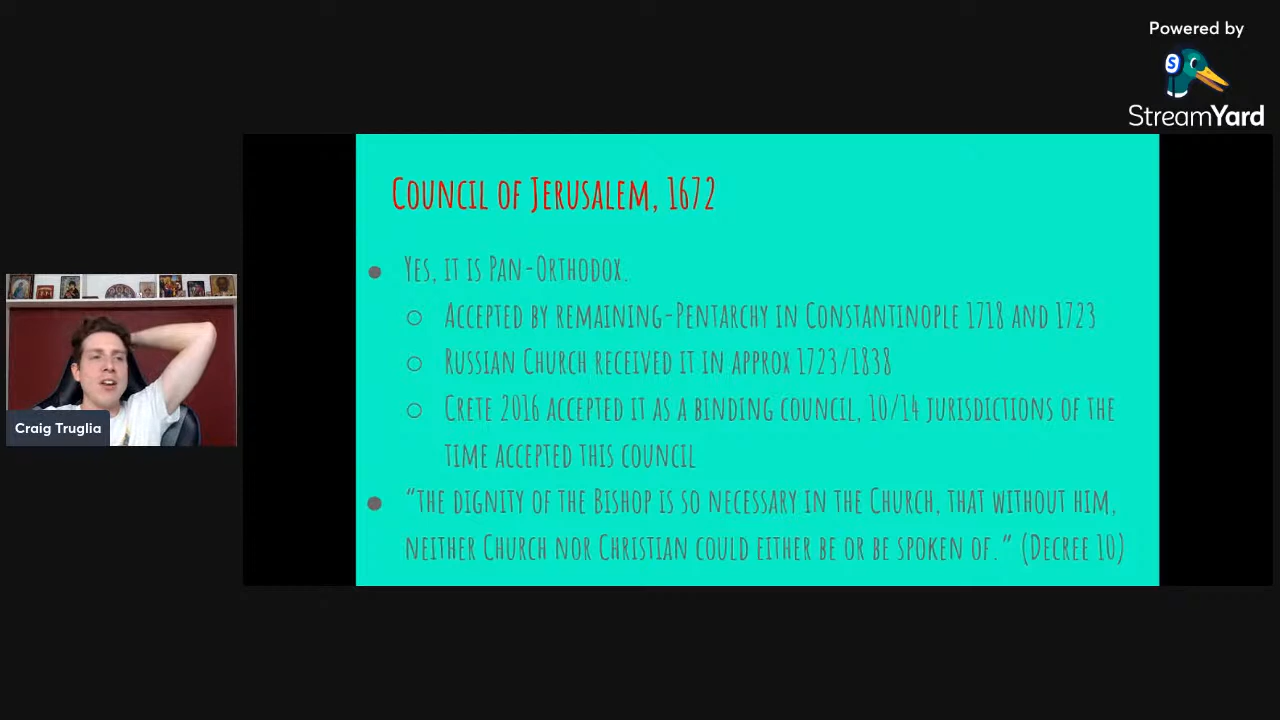 Powered by
StreamYard
COUNCIL OF JERUSALEM, 1672
YES, IT IS PAN-ORTHODOX.
ACCEPTED BY REMAINING-PENTARCHY IN CONSTANTINOPLE 1718 AND 1723
RUSSIAN CHURCH RECEIVED IT IN APPROX 1723/1838
CRETE 2016 ACCEPTED IT AS A BINDING COUNCIL, 10/14 JURISDICTIONS OF THE
TIME ACCEPTED THIS COUNCIL
“THE DIGNITY OF THE BISHOP IS SO NECESSARY IN THE CHURCH, THAT WITHOUT HIM,
NEITHER CHURCH NOR CHRISTIAN COULD EITHER BE OR BE SPOKEN OF.” (DECREE 10)
Craig Truglia